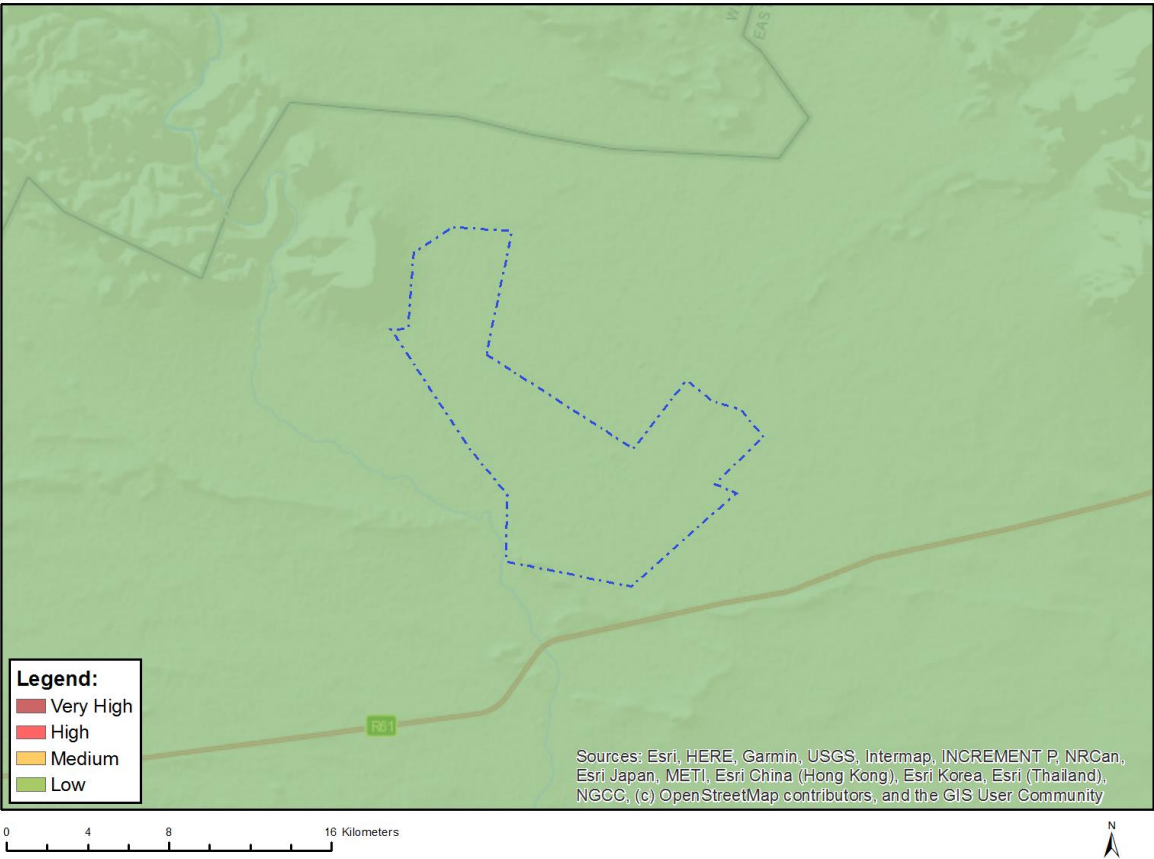 W
EAS
R61
Legend:
Very High
High
Medium
Low
Sources: Esri, HERE, Garmin, USGS, Intermap, INCREMENT P, NRCan,
Esri Japan, METI, Esri China (Hong Kong), Esri Korea, Esri (Thailand),
NGCC, (c) OpenStreetMap contributors, and the GIS User Community
0 4 8 16 Kilometers
N